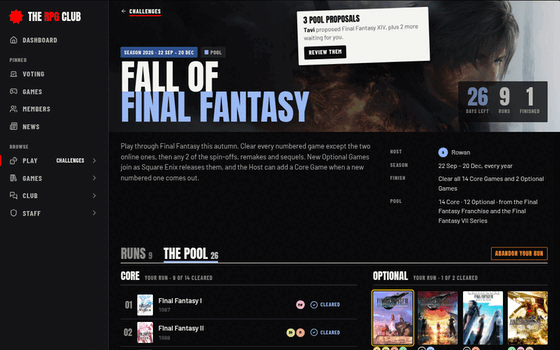 THE RPG CLUB
DASHBOARD
PINNED
VOTING
GAMES
MEMBERS
NEWS
BROWSE
PLAY CHALLENGES
GAMES
CLUB
STAFF
← CHALLENGES
3 POOL PROPOSALS
Tavi proposed Final Fantasy XIV, plus 2 more
waiting for you.
REVIEW THEM
SEASON 2026 · 22 SEP – 20 DEC
POOL
FALL OF
FINAL FANTASY
26 9 1
DAYS LEFT RUNS FINISHED
Play through Final Fantasy this autumn. Clear every numbered game except the two
online ones, then any 2 of the spin-offs, remakes and sequels. New Optional Games
join as Square Enix releases them, and the Host can add a Core Game when a new
numbered one comes out.
HOST Rowan
SEASON 22 Sep – 20 Dec, every year
FINISH Clear all 14 Core Games and 2 Optional
Games
POOL 14 Core · 12 Optional · from the Final
Fantasy Franchise and the Final
Fantasy VII Series
RUNS 9 THE POOL 26
ABANDON YOUR RUN
CORE YOUR RUN · 9 OF 14 CLEARED
01 Final Fantasy I
1987
CLEARED
02 Final Fantasy II
1988
CLEARED
OPTIONAL YOUR RUN · 1 OF 2 CLEARED